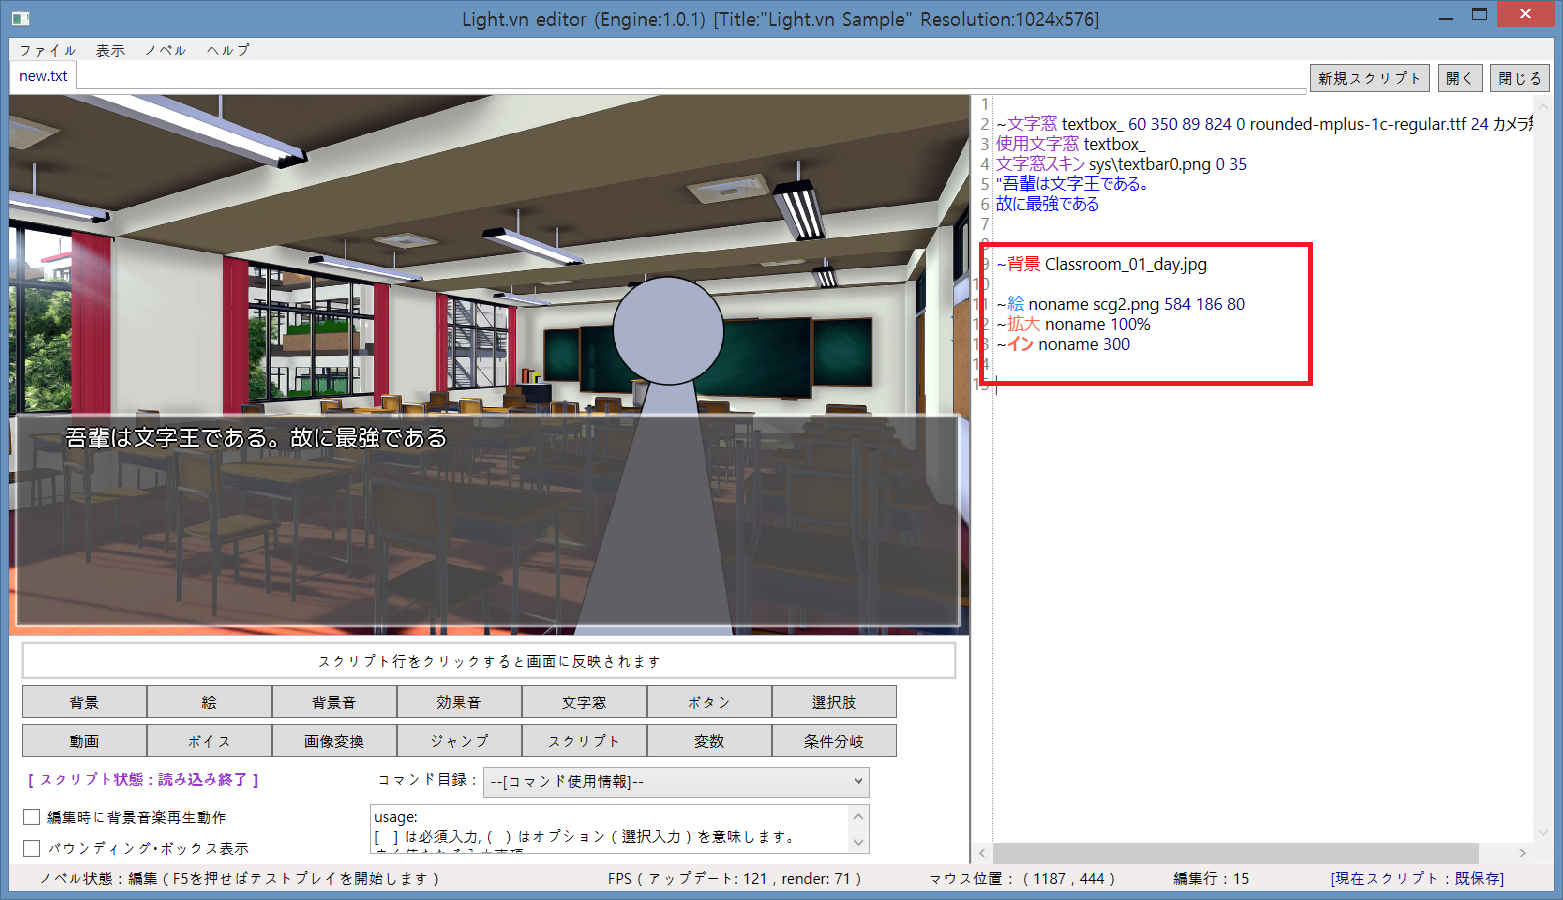 Light.vn editor (Engine:1.0.1) [Title:"Light.vn Sample" Resolution:1024x576]
ファイル 表示 ノベル ヘルプ
new.txt
新規スクリプト 開く 閉じる
1
2 ~文字窓 textbox_ 60 350 89 824 0 rounded-mplus-1c-regular.ttf 24 カメラ
3 使用文字窓 textbox_
4 文字窓スキン sys\textbar0.png 0 35
5 "吾輩は文字王である。
6 故に最強である
7
8
9 ~背景 Classroom_01_day.jpg
10
11 ~絵 noname scg2.png 584 186 80
12 ~拡大 noname 100%
13 ~イン noname 300
14
15
吾輩は文字王である。故に最強である
スクリプト行をクリックすると画面に反映されます
背景 絵 背景音 効果音 文字窓 ボタン 選択肢
動画 ボイス 画像変換 ジャンプ スクリプト 変数 条件分岐
[ スクリプト状態 : 読み込み終了 ]
コマンド目録 : --[コマンド使用情報]--
編集時に背景音楽再生動作
バウンディング・ボックス表示
usage:
[ ] は必須入力, ( ) はオプション ( 選択入力 ) を意味します。
ノベル状態 : 編集 ( F5を押せばテストプレイを開始します ) FPS ( アップデート: 121 , render: 71 ) マウス位置 : ( 1187 , 444 ) 編集行 : 15 [現在スクリプト : 既保存]